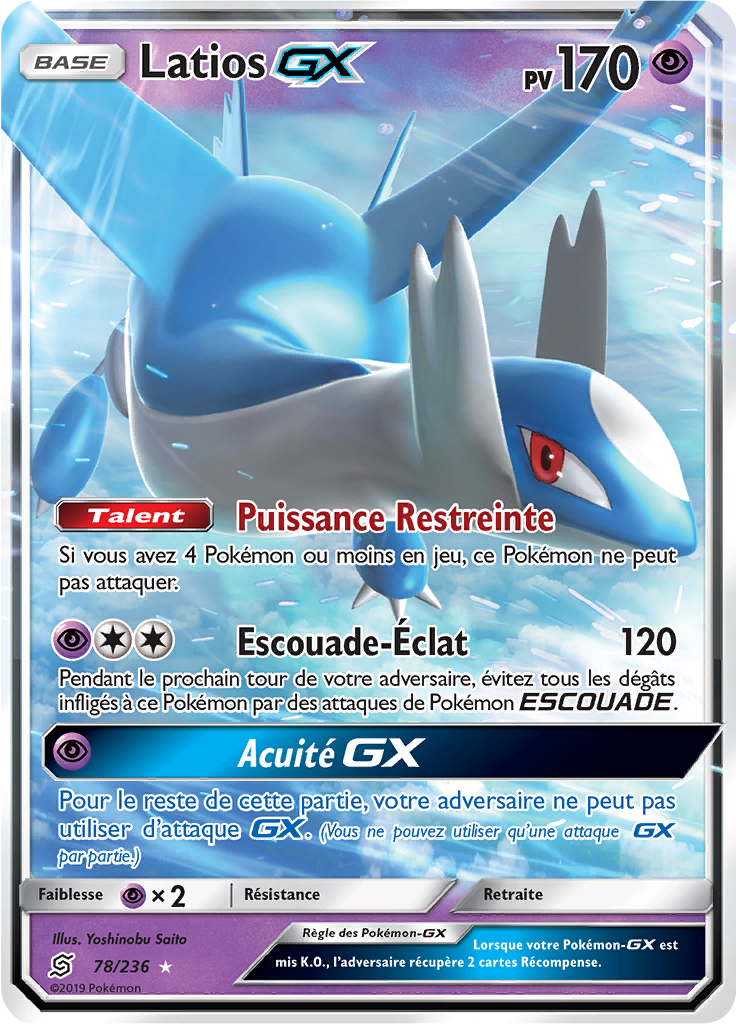 BASE Latios GX PV 170
Talent Puissance Restreinte
Si vous avez 4 Pokémon ou moins en jeu, ce Pokémon ne peut
pas attaquer.
Escouade-Éclat 120
Pendant le prochain tour de votre adversaire, évitez tous les dégâts
infligés à ce Pokémon par des attaques de Pokémon ESCOUADE.
Acuité GX
Pour le reste de cette partie, votre adversaire ne peut pas
utiliser d'attaque GX. (Vous ne pouvez utiliser qu'une attaque GX
par partie.)
Faiblesse ×2 Résistance Retraite
Illus. Yoshinobu Saito
78/236
©2019 Pokémon
Règle des Pokémon-GX
Lorsque votre Pokémon-GX est
mis K.O., l'adversaire récupère 2 cartes Récompense.